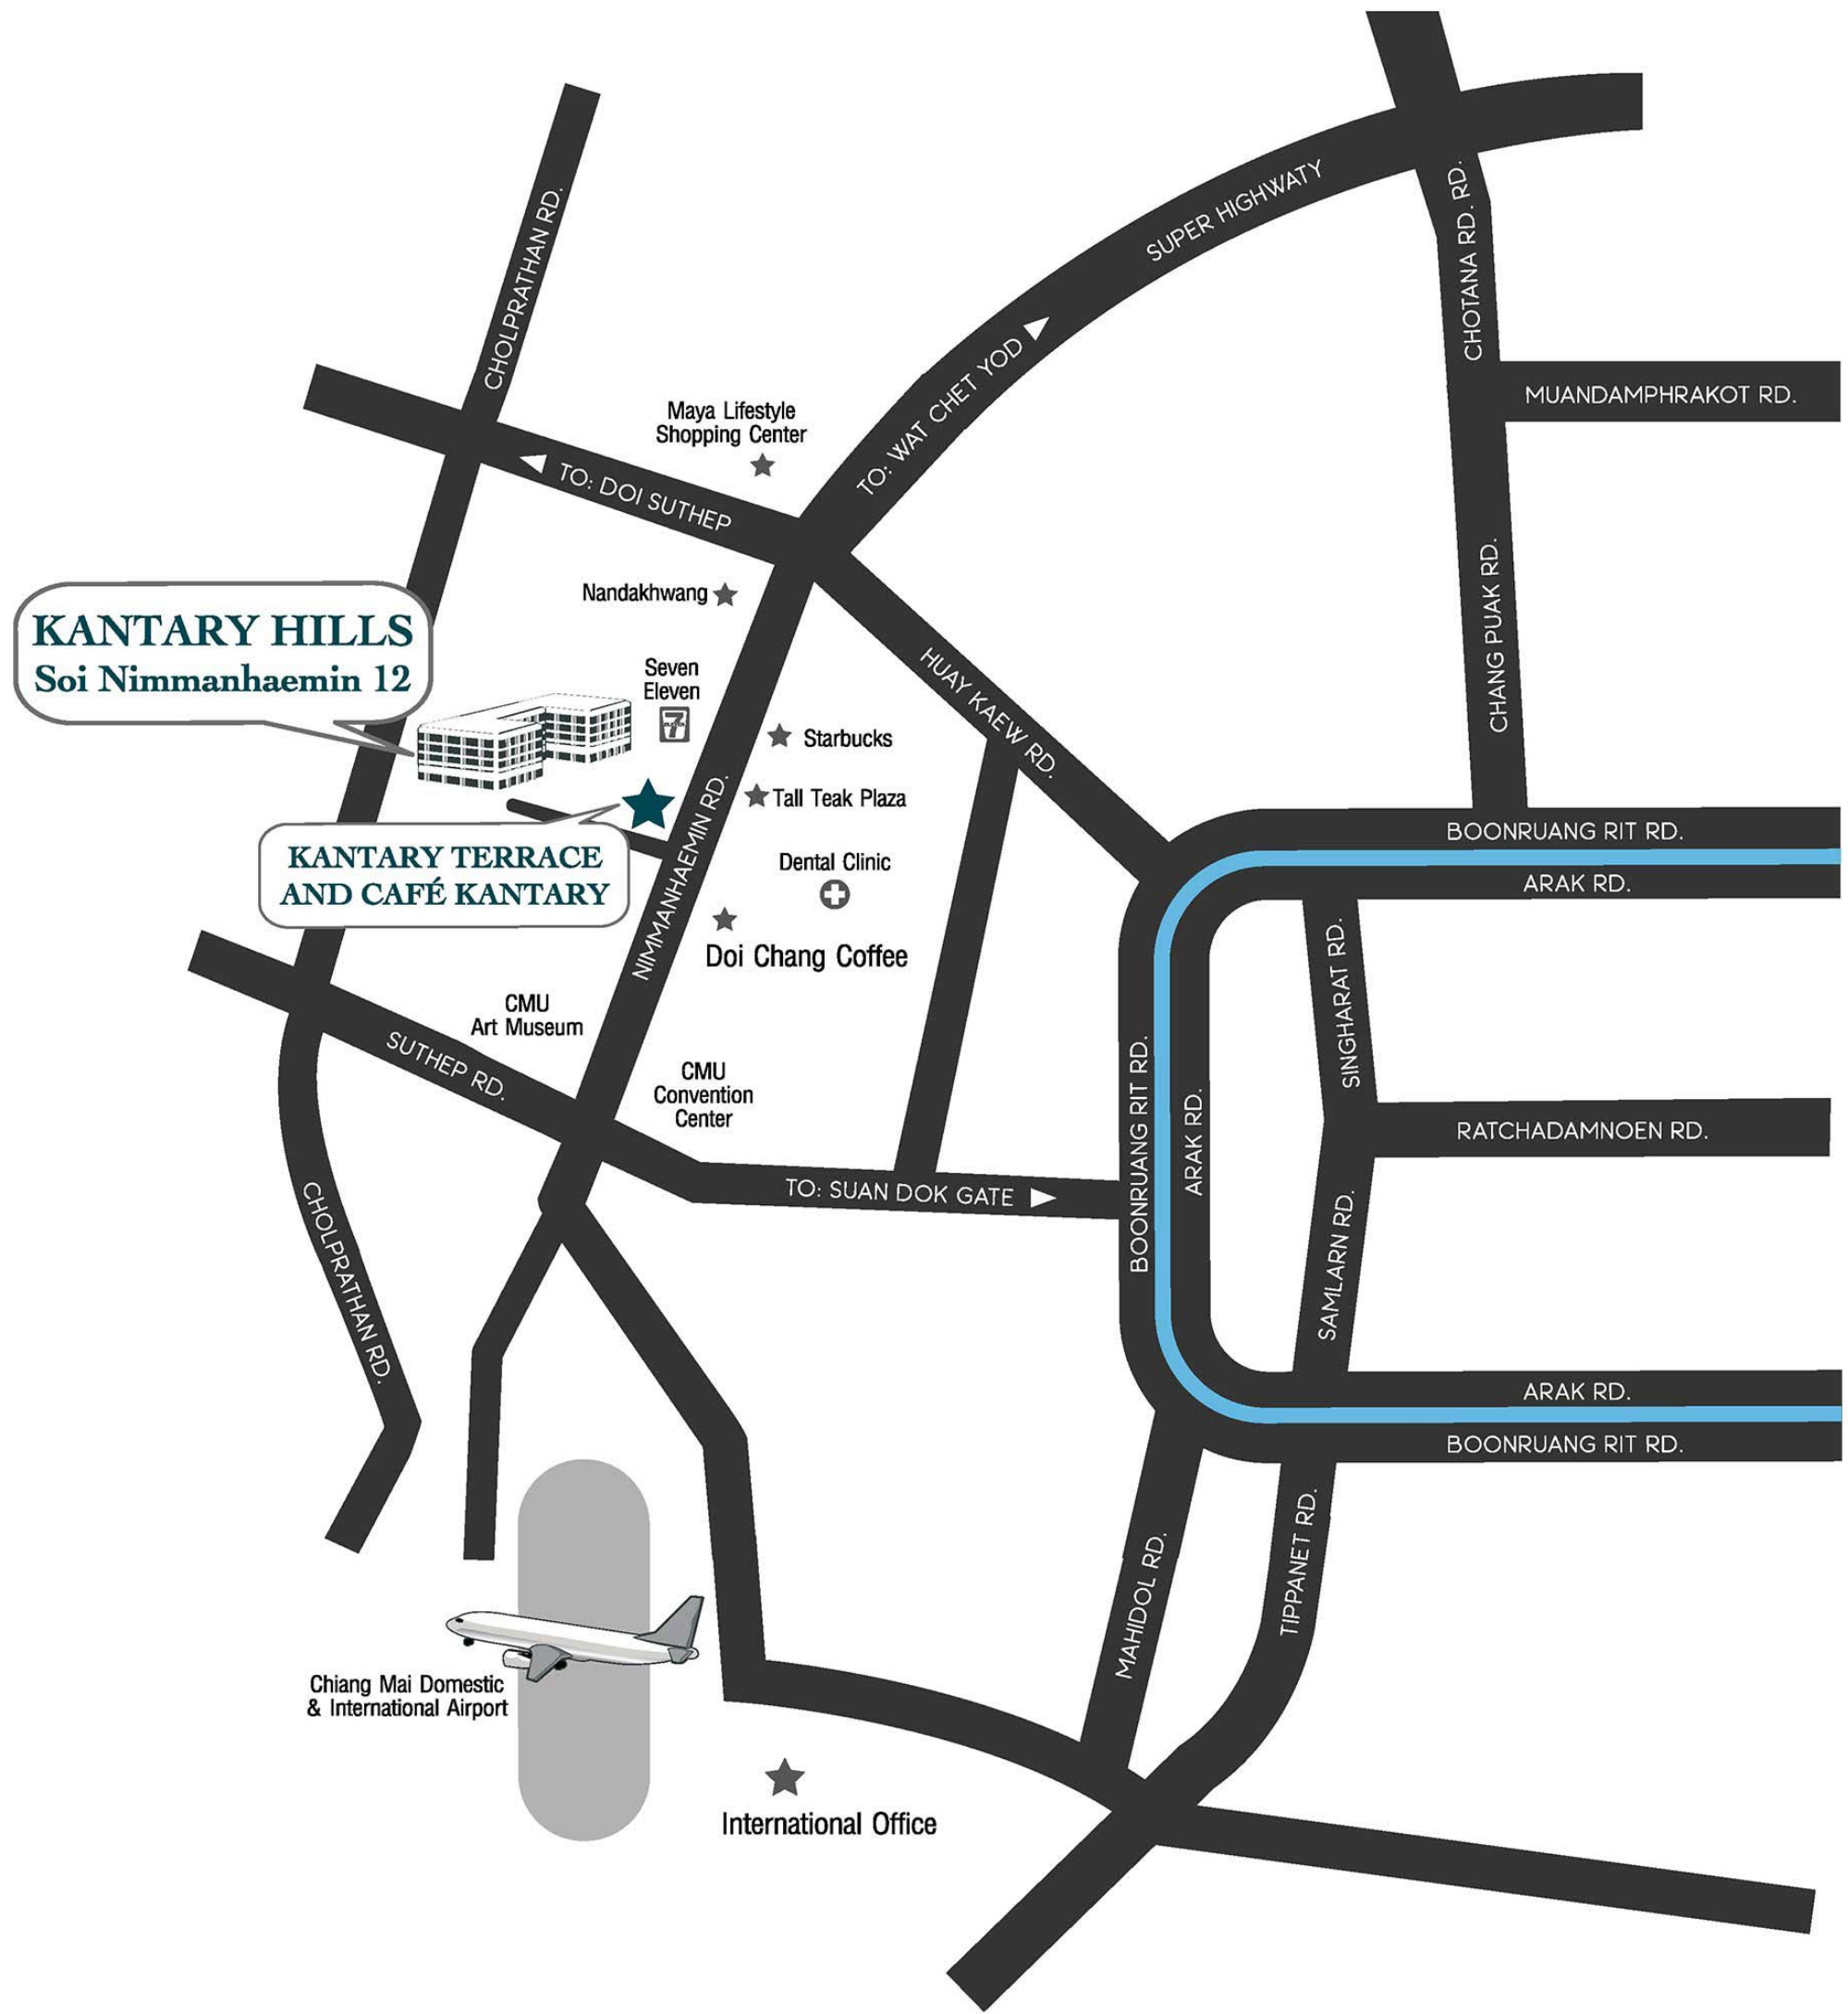 CHOLPRATHAN RD.
SUPER HIGHWATY
CHOTANA RD. RD.
TO: WAT CHET YOD
MUANDAMPHRAKOT RD.
Maya Lifestyle
Shopping Center
TO: DOI SUTHEP
Nandakhwang
KANTARY HILLS
Soi Nimmanhaemin 12
Seven
Eleven
7
ELEVEN
HUAY KAEW RD.
CHANG PUAK RD.
Starbucks
Tall Teak Plaza
NIMMANHAEMIN RD.
KANTARY TERRACE
AND CAFÉ KANTARY
Dental Clinic
Doi Chang Coffee
BOONRUANG RIT RD.
ARAK RD.
SINGHARAT RD.
CMU
Art Museum
SUTHEP RD.
CMU
Convention
Center
BOONRUANG RIT RD.
ARAK RD.
RATCHADAMNOEN RD.
TO: SUAN DOK GATE
CHOLPRATHAN RD.
SAMLARN RD.
ARAK RD.
BOONRUANG RIT RD.
MAHIDOL RD.
TIPPANET RD.
Chiang Mai Domestic
& International Airport
International Office